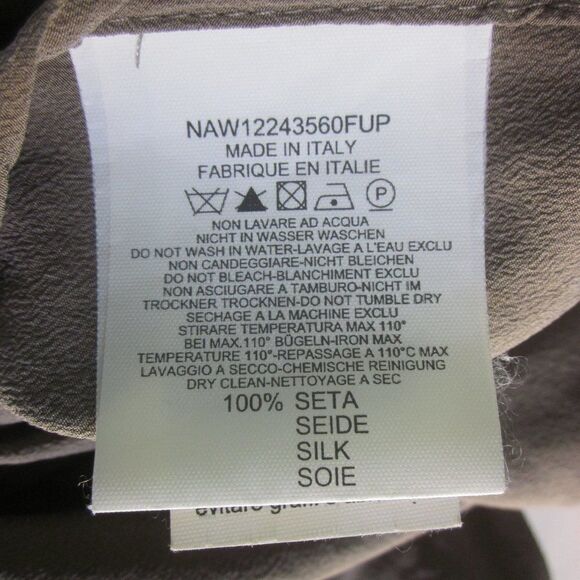 NAW12243560FUP
MADE IN ITALY
FABRIQUE EN ITALIE
P
NON LAVARE AD ACQUA
NICHT IN WASSER WASCHEN
DO NOT WASH IN WATER-LAVAGE A L'EAU EXCLU
NON CANDEGGIARE-NICHT BLEICHEN
DO NOT BLEACH-BLANCHIMENT EXCLU
NON ASCIUGARE A TAMBURO-NICHT IM
TROCKNER TROCKNEN-DO NOT TUMBLE DRY
SECHAGE A LA MACHINE EXCLU
STIRARE TEMPERATURA MAX 110°
BEI MAX.110° BÜGELN-IRON MAX
TEMPERATURE 110°-REPASSAGE A 110°C MAX
LAVAGGIO A SECCO-CHEMISCHE REINIGUNG
DRY CLEAN-NETTOYAGE A SEC
100% SETA
SEIDE
SILK
SOIE
evitare